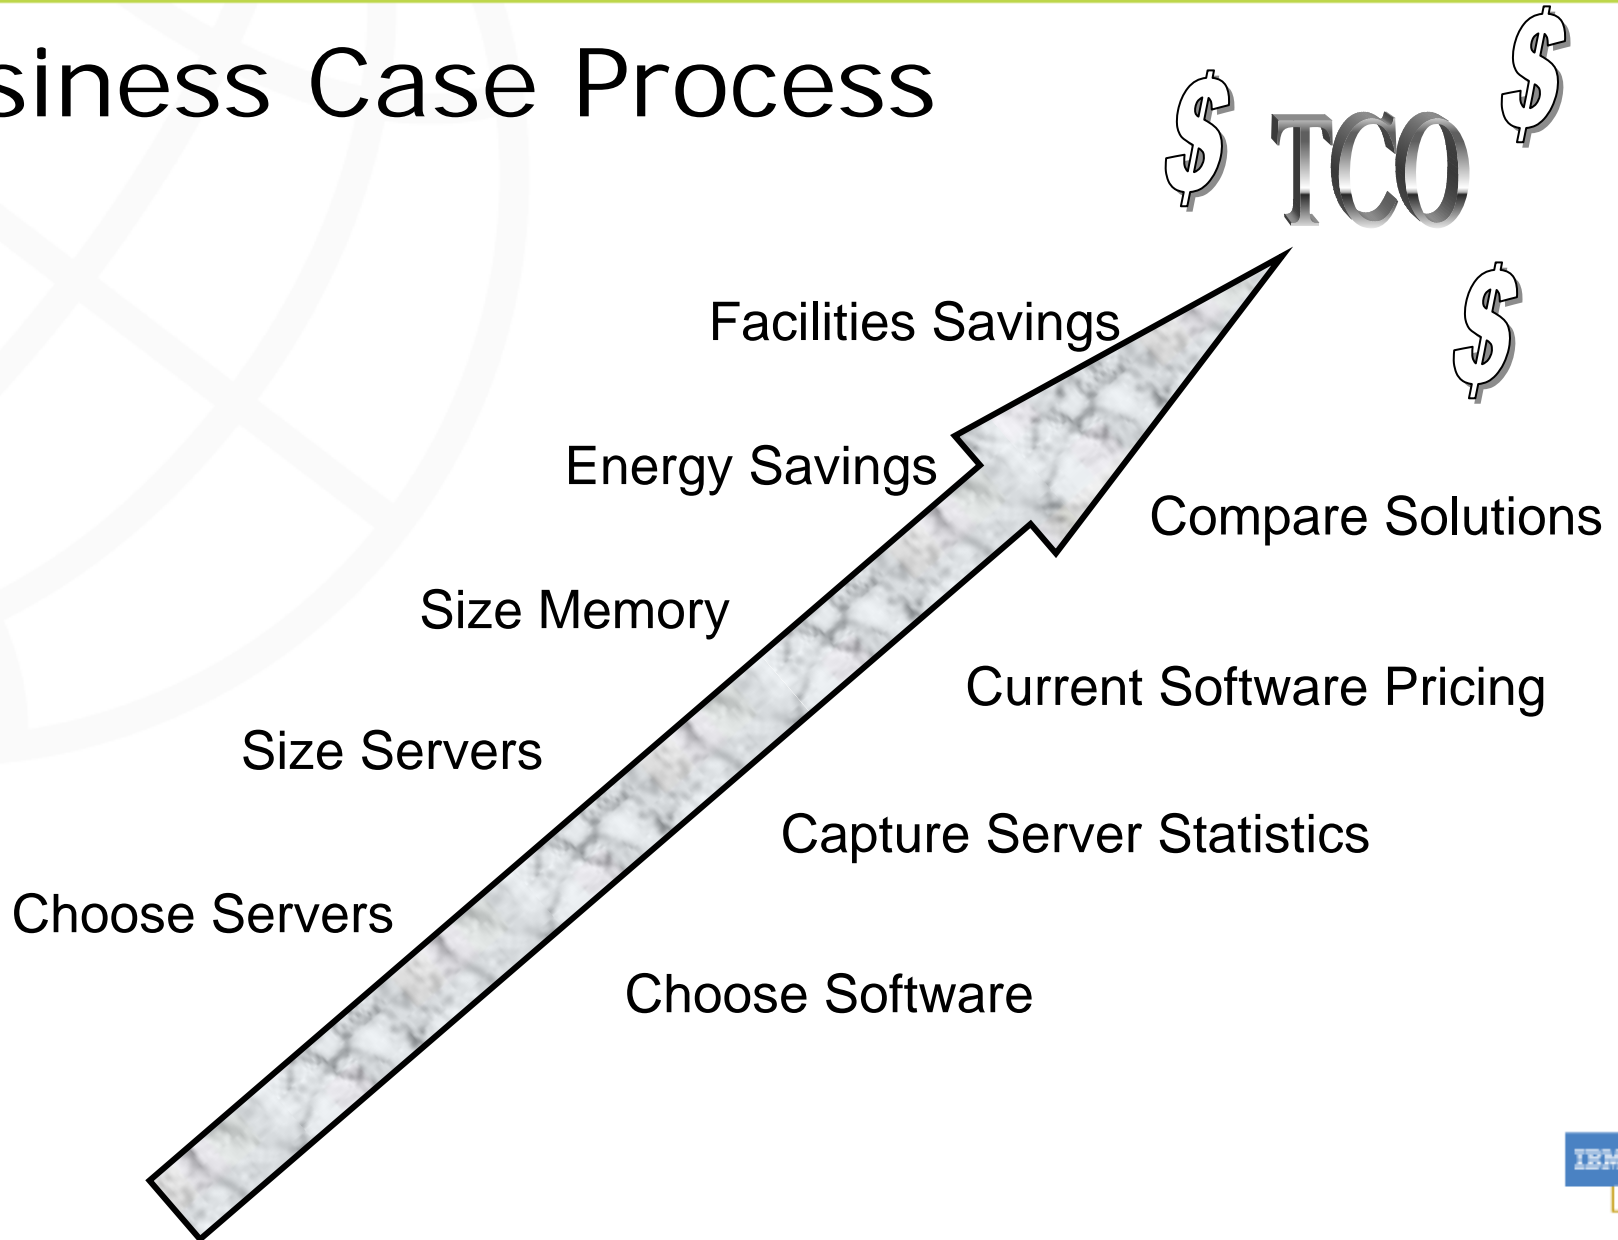 siness Case Process
$
$
TCO
Facilities Savings
$
Energy Savings
Compare Solutions
Size Memory
Current Software Pricing
Size Servers
Capture Server Statistics
Choose Servers
Choose Software
IBM